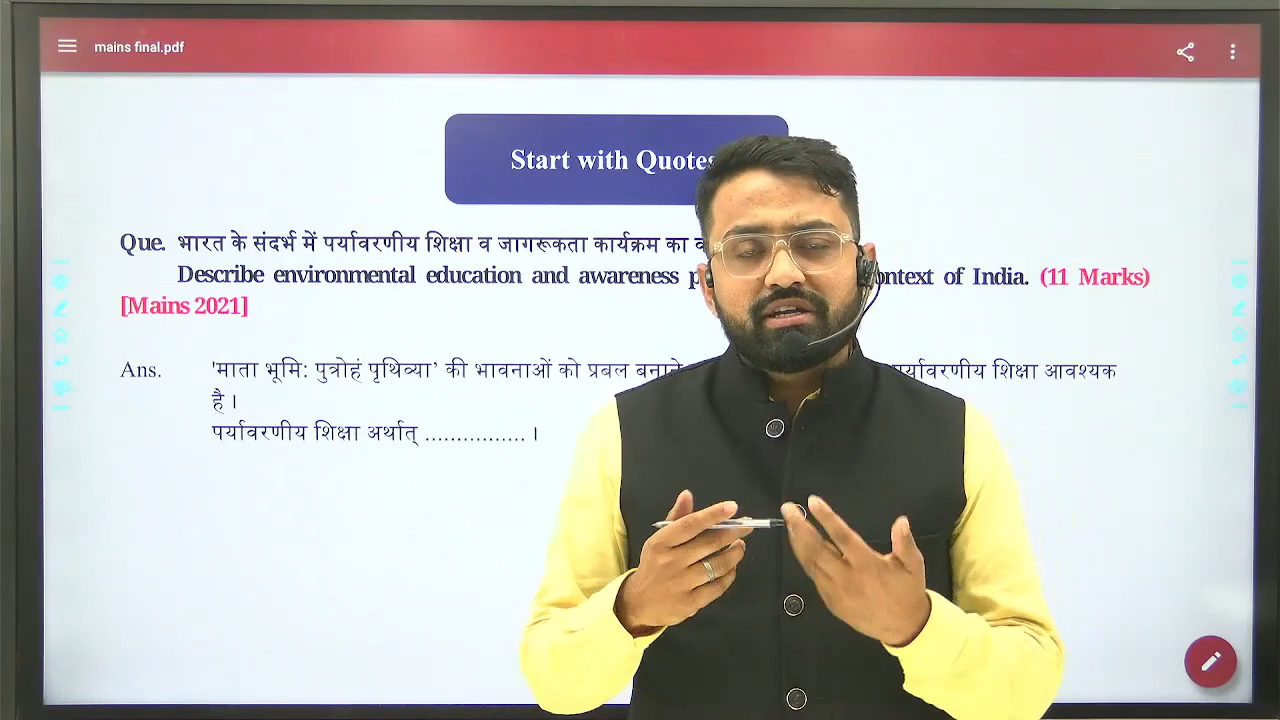 mains final.pdf
Start with Quotes
Que. भारत के संदर्भ में पर्यावरणीय शिक्षा व जागरूकता कार्यक्रम का
Describe environmental education and awareness of India. (11 Marks)
[Mains 2021]
Ans. 'माता भूमि: पुत्रोहं पृथिव्या’ की भावनाओं को प्रबल बनाने पर्यावरणीय शिक्षा आवश्यक
है ।
पर्यावरणीय शिक्षा अर्थात् ................ ।